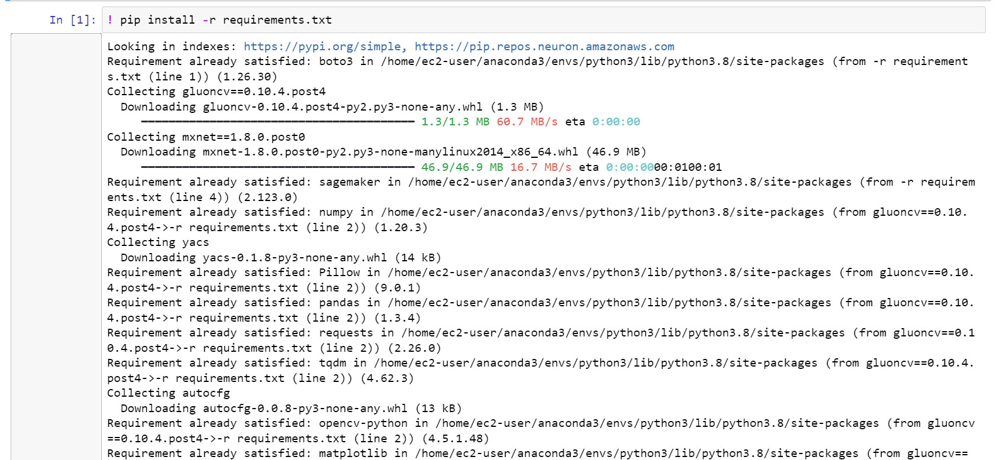 In [1]: ! pip install -r requirements.txt
Looking in indexes: https://pypi.org/simple, https://pip.repos.neuron.amazonaws.com
Requirement already satisfied: boto3 in /home/ec2-user/anaconda3/envs/python3/lib/python3.8/site-packages (from -r requirement
s.txt (line 1)) (1.26.30)
Collecting gluoncv==0.10.4.post4
  Downloading gluoncv-0.10.4.post4-py2.py3-none-any.whl (1.3 MB)
1.3/1.3 MB 60.7 MB/s eta 0:00:00
Collecting mxnet==1.8.0.post0
  Downloading mxnet-1.8.0.post0-py2.py3-none-manylinux2014_x86_64.whl (46.9 MB)
46.9/46.9 MB 16.7 MB/s eta 0:00:0000:0100:01
Requirement already satisfied: sagemaker in /home/ec2-user/anaconda3/envs/python3/lib/python3.8/site-packages (from -r requirem
ents.txt (line 4)) (2.123.0)
Requirement already satisfied: numpy in /home/ec2-user/anaconda3/envs/python3/lib/python3.8/site-packages (from gluoncv==0.10.
4.post4->-r requirements.txt (line 2)) (1.20.3)
Collecting yacs
  Downloading yacs-0.1.8-py3-none-any.whl (14 kB)
Requirement already satisfied: Pillow in /home/ec2-user/anaconda3/envs/python3/lib/python3.8/site-packages (from gluoncv==0.10.
4.post4->-r requirements.txt (line 2)) (9.0.1)
Requirement already satisfied: pandas in /home/ec2-user/anaconda3/envs/python3/lib/python3.8/site-packages (from gluoncv==0.10.
4.post4->-r requirements.txt (line 2)) (1.3.4)
Requirement already satisfied: requests in /home/ec2-user/anaconda3/envs/python3/lib/python3.8/site-packages (from gluoncv==0.1
0.4.post4->-r requirements.txt (line 2)) (2.26.0)
Requirement already satisfied: tqdm in /home/ec2-user/anaconda3/envs/python3/lib/python3.8/site-packages (from gluoncv==0.10.4.
post4->-r requirements.txt (line 2)) (4.62.3)
Collecting autocfg
  Downloading autocfg-0.0.8-py3-none-any.whl (13 kB)
Requirement already satisfied: opencv-python in /home/ec2-user/anaconda3/envs/python3/lib/python3.8/site-packages (from gluoncv
==0.10.4.post4->-r requirements.txt (line 2)) (4.5.1.48)
Requirement already satisfied: matplotlib in /home/ec2-user/anaconda3/envs/python3/lib/python3.8/site-packages (from gluoncv==